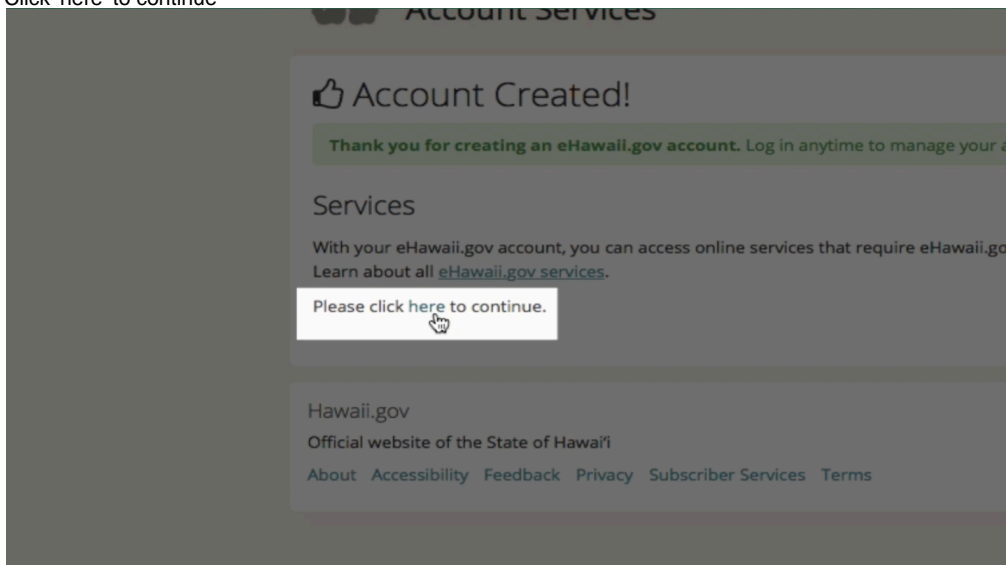 Click 'here' to continue
Account Services
Account Created!
Thank you for creating an eHawaii.gov account. Log in anytime to manage your
Services
With your eHawaii.gov account, you can access online services that require
Learn about all eHawaii.gov services.
Please click here to continue.
Hawaii.gov
Official website of the State of Hawaiʻi
About Accessibility Feedback Privacy Subscriber Services Terms